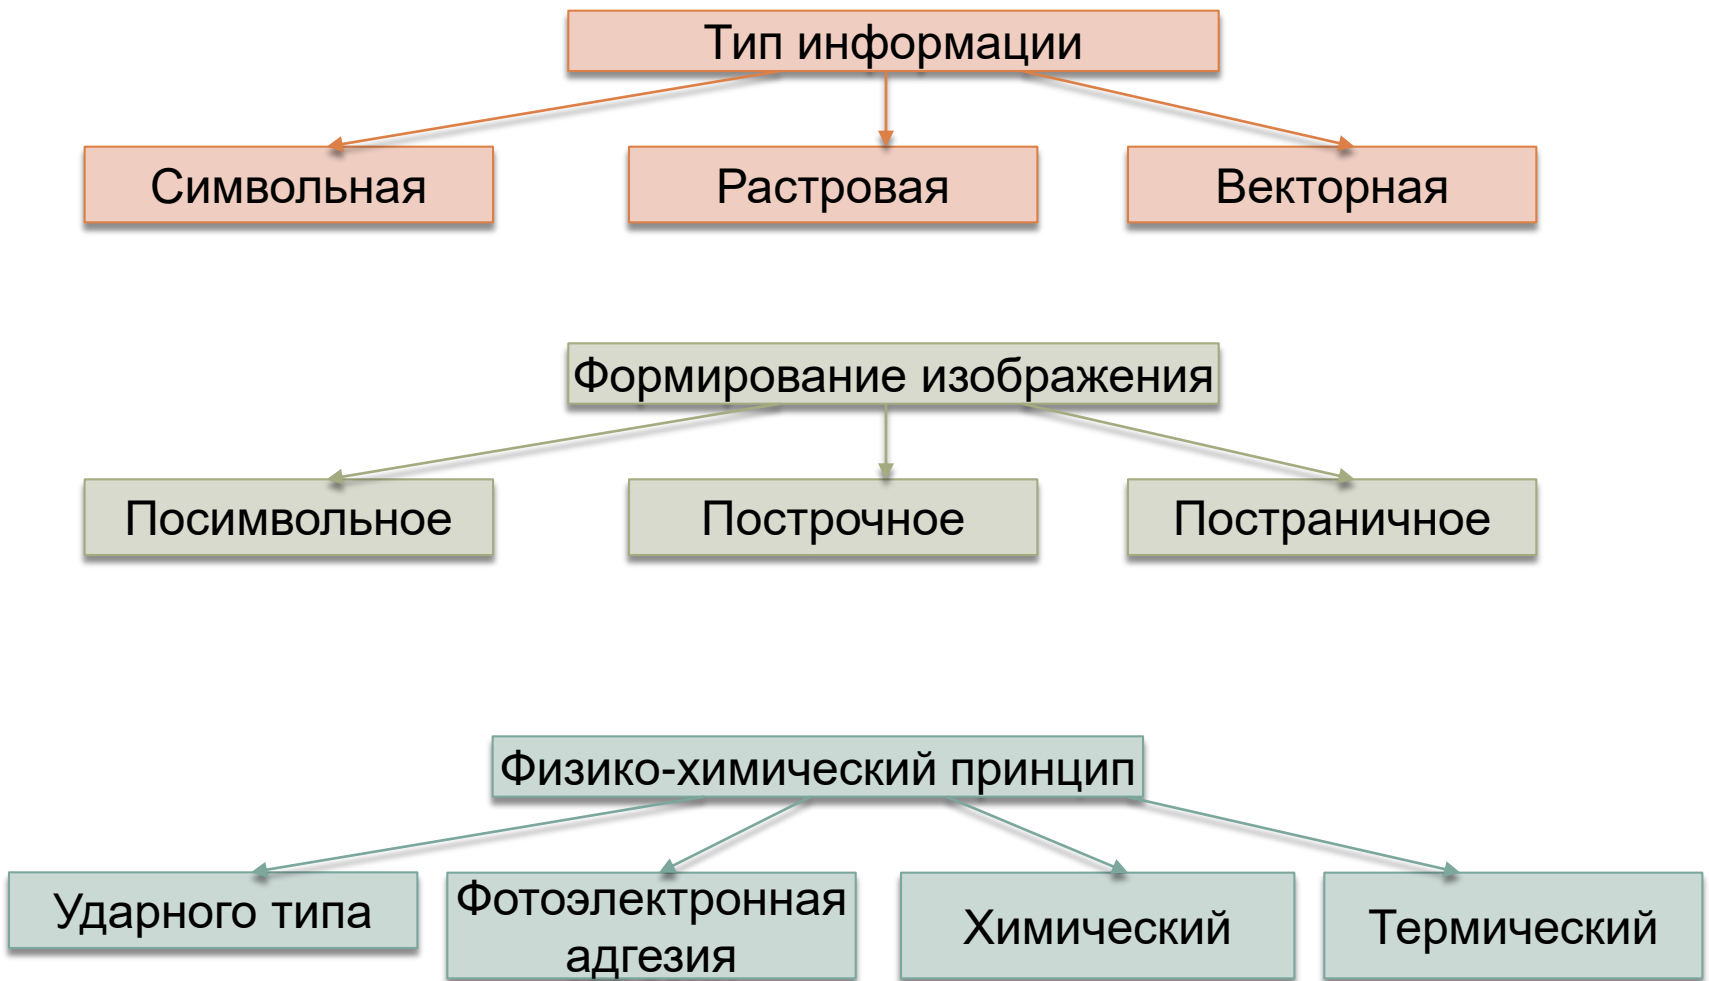 Тип информации
Символьная
Растровая
Векторная
Формирование изображения
Посимвольное
Построчное
Постраничное
Физико-химический принцип
Ударного типа
Фотоэлектронная
адгезия
Химический
Термический